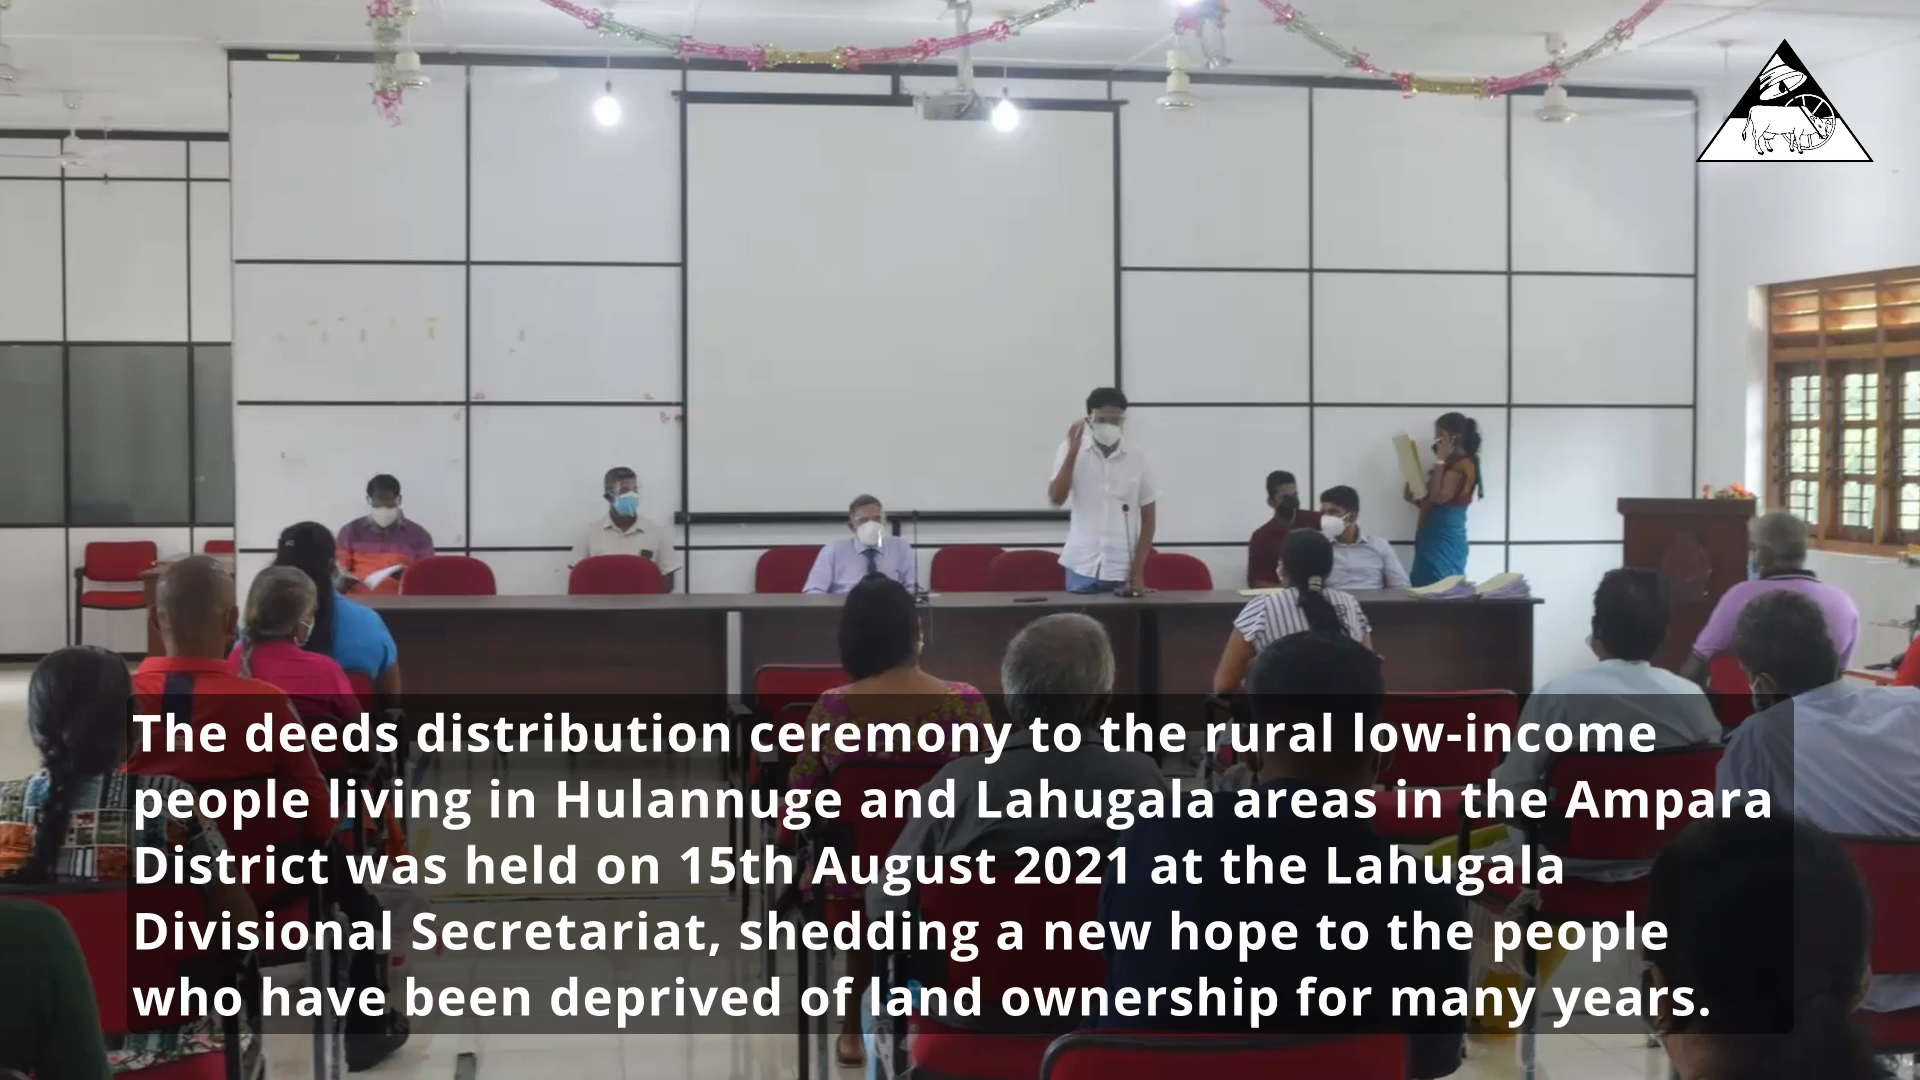 The deeds distribution ceremony to the rural low-income
people living in Hulannuge and Lahugala areas in the Ampara
District was held on 15th August 2021 at the Lahugala
Divisional Secretariat, shedding a new hope to the people
who have been deprived of land ownership for many years.